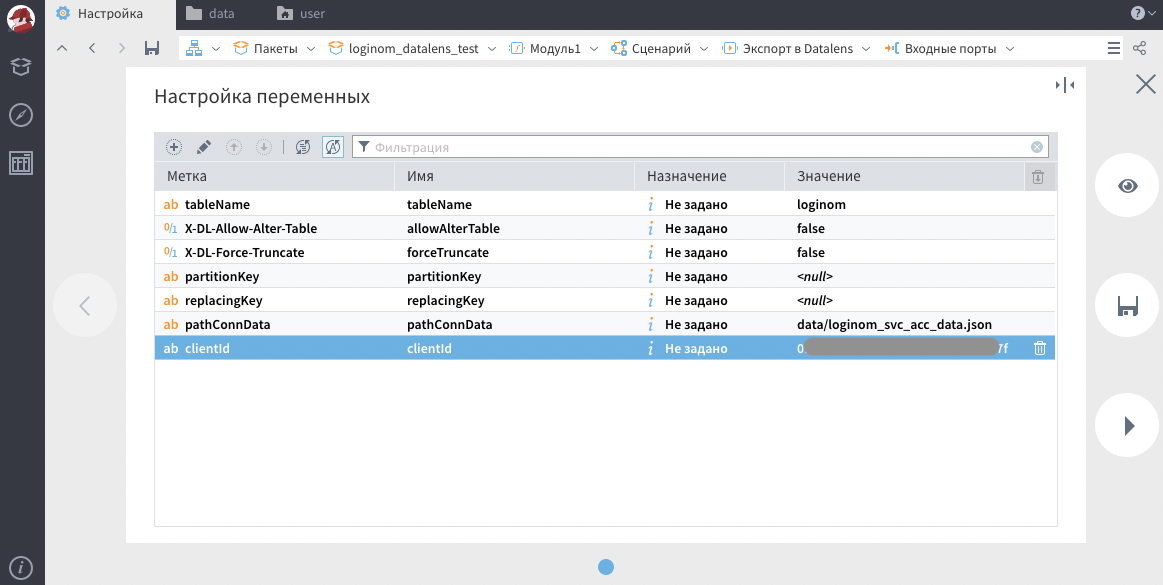 Настройка data user ?
Пакеты loginom_datalens_test Модуль1 Сценарий Экспорт в Datalens Входные порты
Настройка переменных
Фильтрация
Метка Имя Назначение Значение
ab tableName tableName i Не задано loginom
0/1 X-DL-Allow-Alter-Table allowAlterTable i Не задано false
0/1 X-DL-Force-Truncate forceTruncate i Не задано false
ab partitionKey partitionKey i Не задано <null>
ab replacingKey replacingKey i Не задано <null>
ab pathConnData pathConnData i Не задано data/loginom_svc_acc_data.json
ab clientId clientId i Не задано 0 7f
i